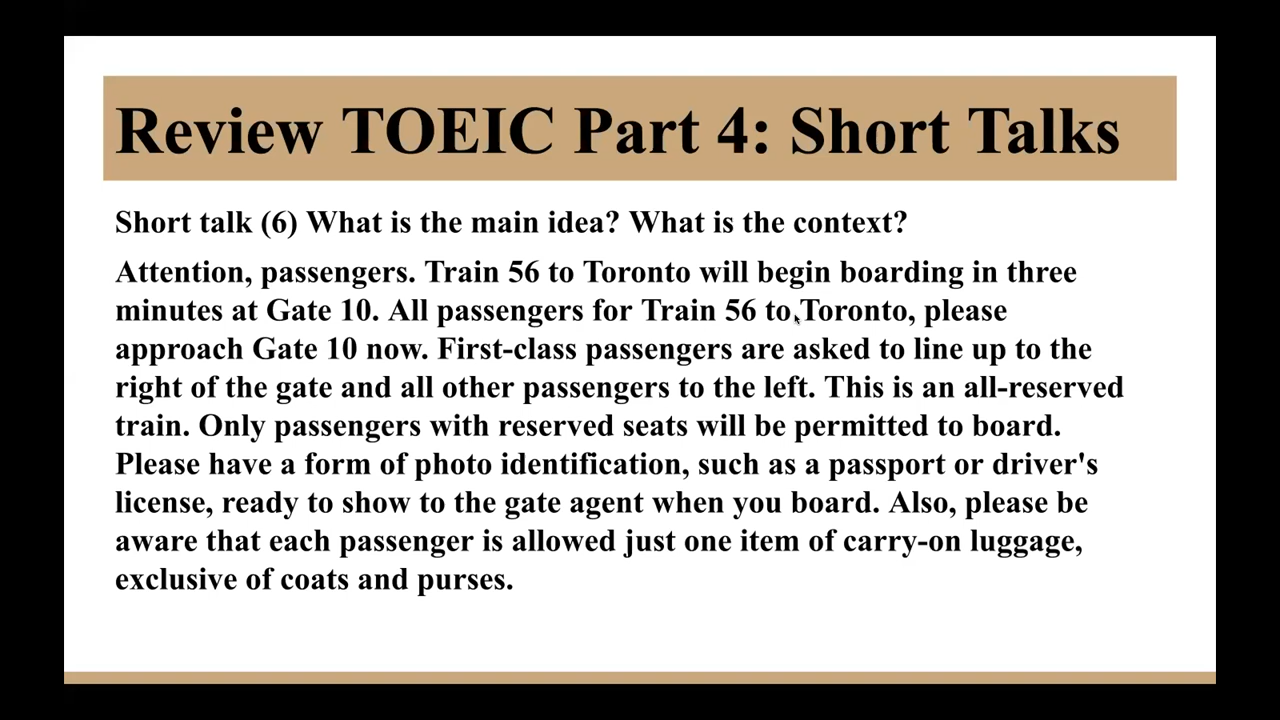 Review TOEIC Part 4: Short Talks
Short talk (6) What is the main idea? What is the context?
Attention, passengers. Train 56 to Toronto will begin boarding in three
minutes at Gate 10. All passengers for Train 56 to Toronto, please
approach Gate 10 now. First-class passengers are asked to line up to the
right of the gate and all other passengers to the left. This is an all-reserved
train. Only passengers with reserved seats will be permitted to board.
Please have a form of photo identification, such as a passport or driver's
license, ready to show to the gate agent when you board. Also, please be
aware that each passenger is allowed just one item of carry-on luggage,
exclusive of coats and purses.